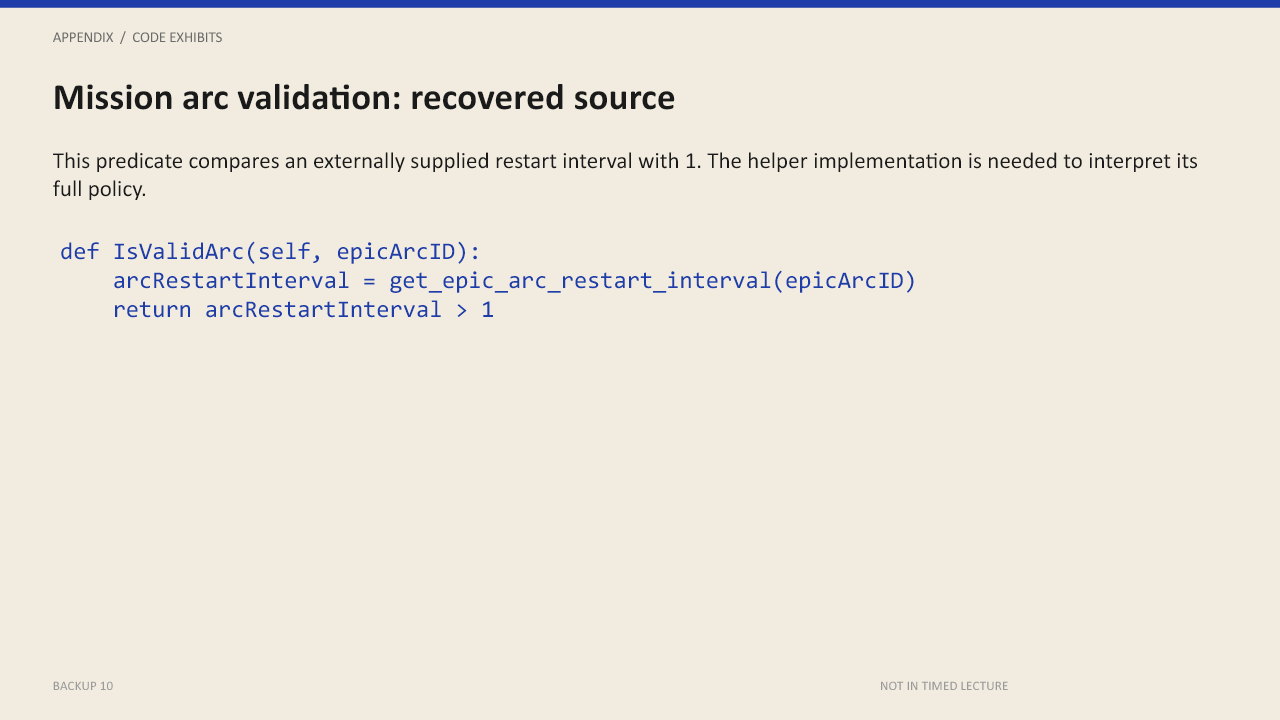 APPENDIX / CODE EXHIBITS
Mission arc validation: recovered source
This predicate compares an externally supplied restart interval with 1. The helper implementation is needed to interpret its
full policy.
def IsValidArc(self, epicArcID):
    arcRestartInterval = get_epic_arc_restart_interval(epicArcID)
    return arcRestartInterval > 1
BACKUP 10
NOT IN TIMED LECTURE